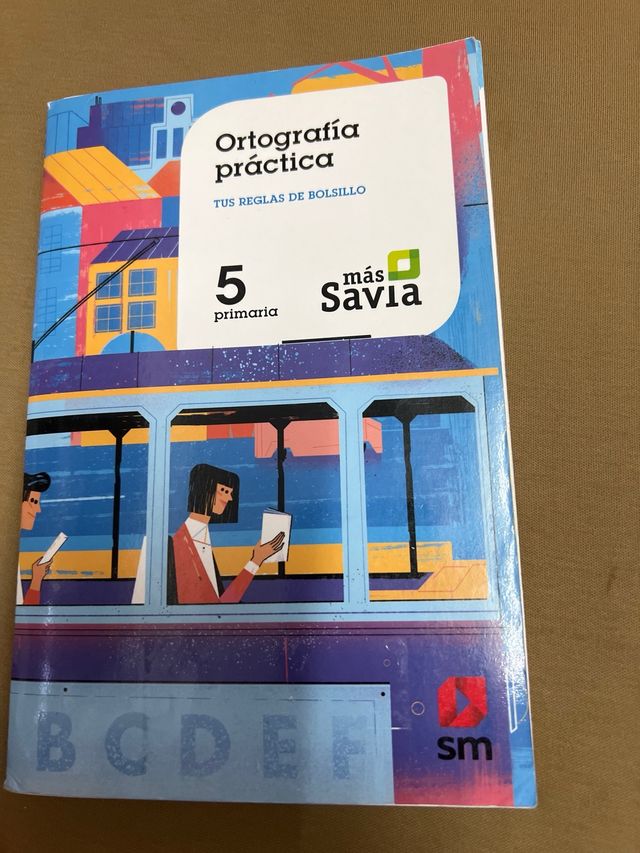 Ortografía
práctica
TUS REGLAS DE BOLSILLO
5
primaria
más
Savia
BCDEF
sm